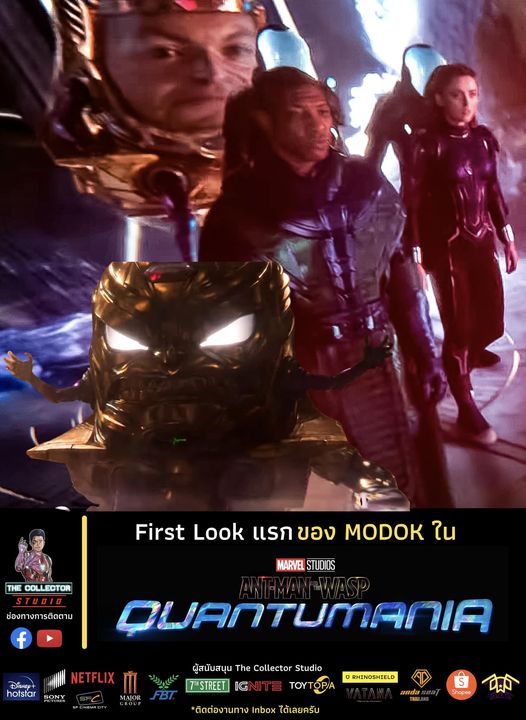 First Look แรกของ MODOK ใน
MARVEL STUDIOS
ANT-MAN AND THE WASP
QUANTUMANIA
THE COLLECTOR
STUDIO
ช่องทางการติดตาม
ผู้สนับสนุน The Collector Studio
Disney+
hotstar
SONY
PICTURES
NETFLIX
SF CINEMA CITY
MAJOR
GROUP
FBT
7TH STREET
IGNITE
TOYTOPIA
RHINOSHIELD
VATANA
anda seat
THAILAND
Shopee
*ติดต่องานทาง Inbox ได้เลยครับ